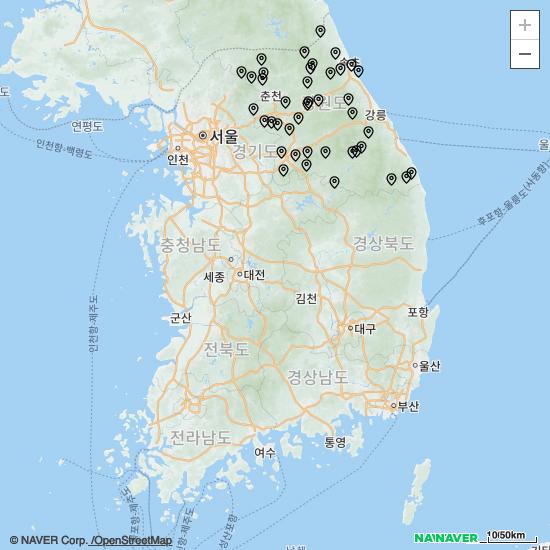 +
−
속초
춘천
강원도
강릉
연평도
인천항-백령도
서울
인천
경기도
울
후포항-울릉도(사동항)
충청남도
경상북도
세종
대전
김천
포항
군산
인천항-제주도
전북도
대구
울산
경상남도
부산
전라남도
여수
통영
© NAVER Corp. /OpenStreetMap
NAVER
10/50km